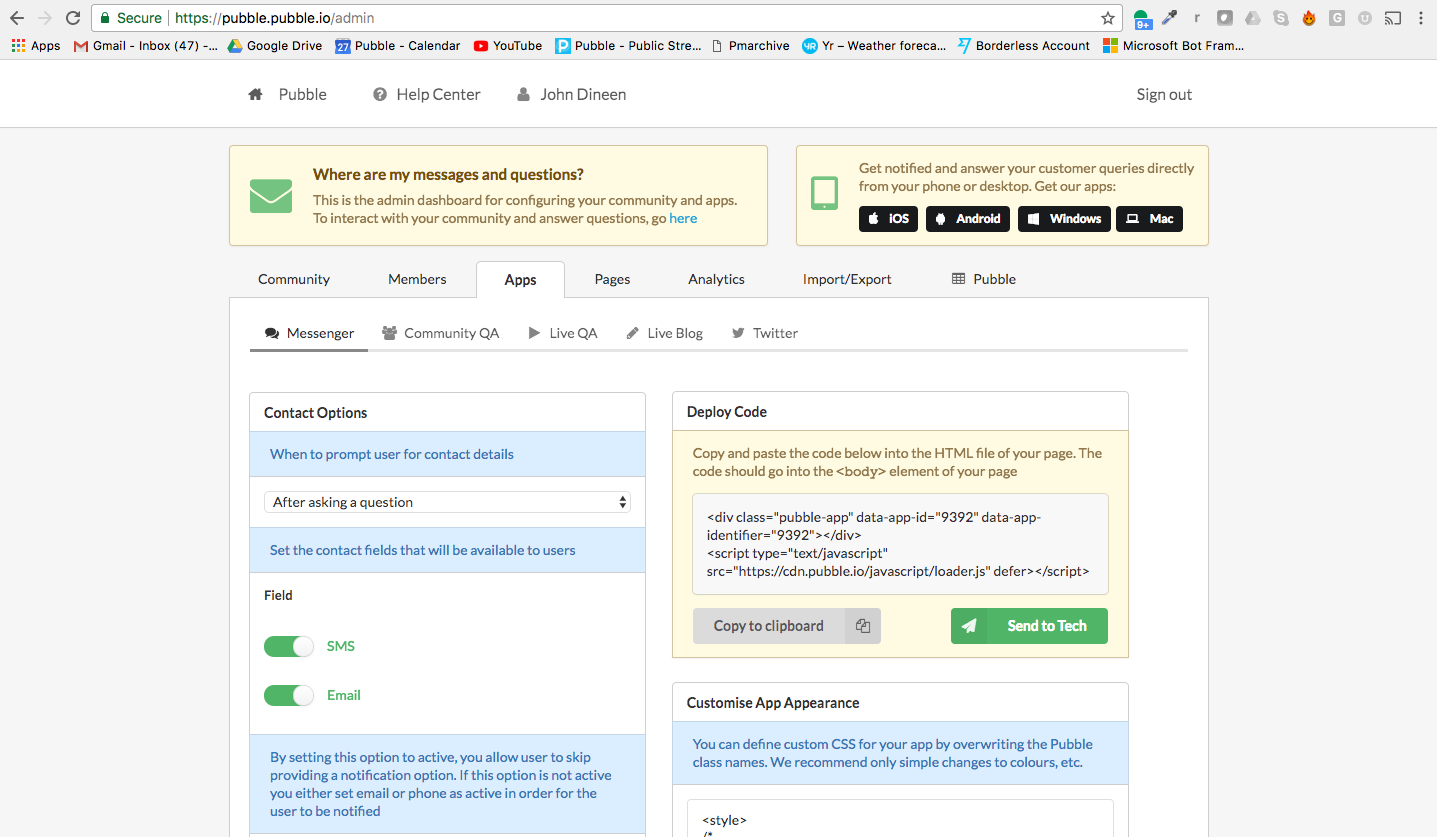 Secure https://pubble.pubble.io/admin
9+
r
G
U
Apps Gmail - Inbox (47) -... Google Drive 27 Pubble - Calendar YouTube Pubble - Public Stre... Pmarchive YR Yr – Weather foreca... Borderless Account Microsoft Bot Fram...
Pubble Help Center John Dineen Sign out
Where are my messages and questions?
This is the admin dashboard for configuring your community and apps.
To interact with your community and answer questions, go here
Get notified and answer your customer queries directly
from your phone or desktop. Get our apps:
iOS Android Windows Mac
Community Members Apps Pages Analytics Import/Export Pubble
Messenger Community QA Live QA Live Blog Twitter
Contact Options
When to prompt user for contact details
After asking a question
Set the contact fields that will be available to users
Field
SMS
Email
By setting this option to active, you allow user to skip
providing a notification option. If this option is not active
you either set email or phone as active in order for the
user to be notified
Deploy Code
Copy and paste the code below into the HTML file of your page. The
code should go into the <body> element of your page
<div class="pubble-app" data-app-id="9392" data-app-
identifier="9392"></div>
<script type="text/javascript"
src="https://cdn.pubble.io/javascript/loader.js" defer></script>
Copy to clipboard Send to Tech
Customise App Appearance
You can define custom CSS for your app by overwriting the Pubble
class names. We recommend only simple changes to colours, etc.
<style>
/*